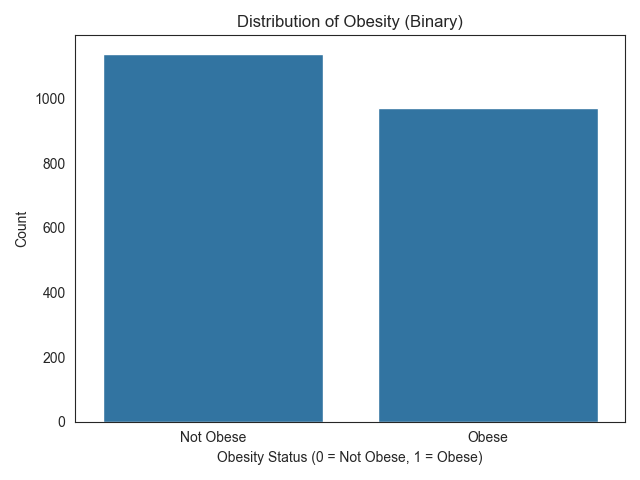 Distribution of Obesity (Binary)
1000
800
600
400
200
0
Count
Not Obese
Obese
Obesity Status (0 = Not Obese, 1 = Obese)